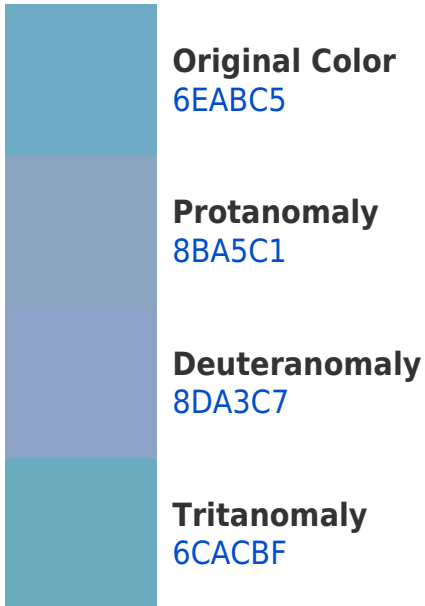 Original Color
6EABC5
Protanomaly
8BA5C1
Deuteranomaly
8DA3C7
Tritanomaly
6CACBF